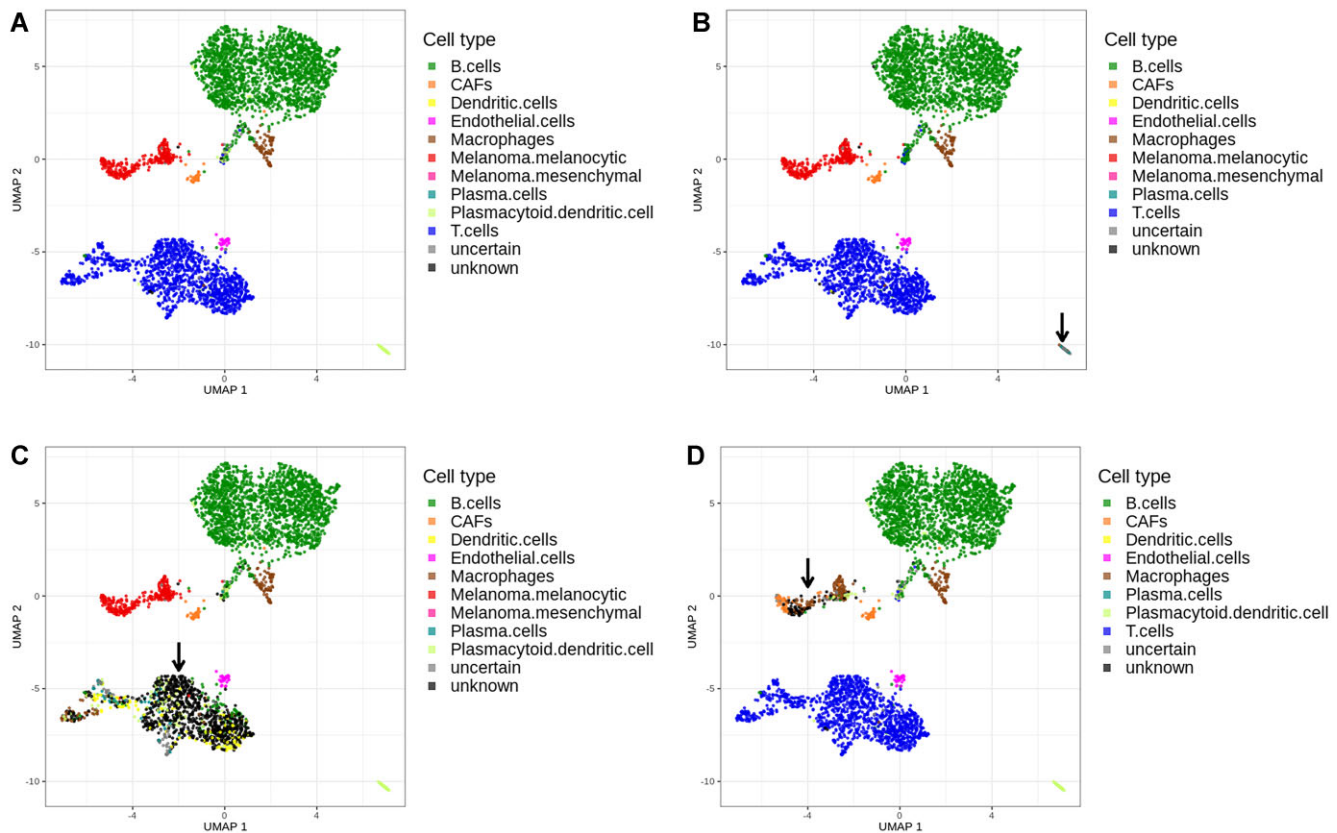 A
Cell type
B.cells
CAFs
Dendritic.cells
Endothelial.cells
Macrophages
Melanoma.melanocytic
Melanoma.mesenchymal
Plasma.cells
Plasmacytoid.dendritic.cell
T.cells
uncertain
unknown
5
0
-5
-10
UMAP 2
-4
0
4
UMAP 1
B
Cell type
B.cells
CAFs
Dendritic.cells
Endothelial.cells
Macrophages
Melanoma.melanocytic
Melanoma.mesenchymal
Plasma.cells
T.cells
uncertain
unknown
5
0
-5
-10
UMAP 2
-4
0
4
UMAP 1
C
Cell type
B.cells
CAFs
Dendritic.cells
Endothelial.cells
Macrophages
Melanoma.melanocytic
Melanoma.mesenchymal
Plasma.cells
Plasmacytoid.dendritic.cell
uncertain
unknown
5
0
-5
-10
UMAP 2
-4
0
4
UMAP 1
D
Cell type
B.cells
CAFs
Dendritic.cells
Endothelial.cells
Macrophages
Plasma.cells
Plasmacytoid.dendritic.cell
T.cells
uncertain
unknown
5
0
-5
-10
UMAP 2
-4
0
4
UMAP 1